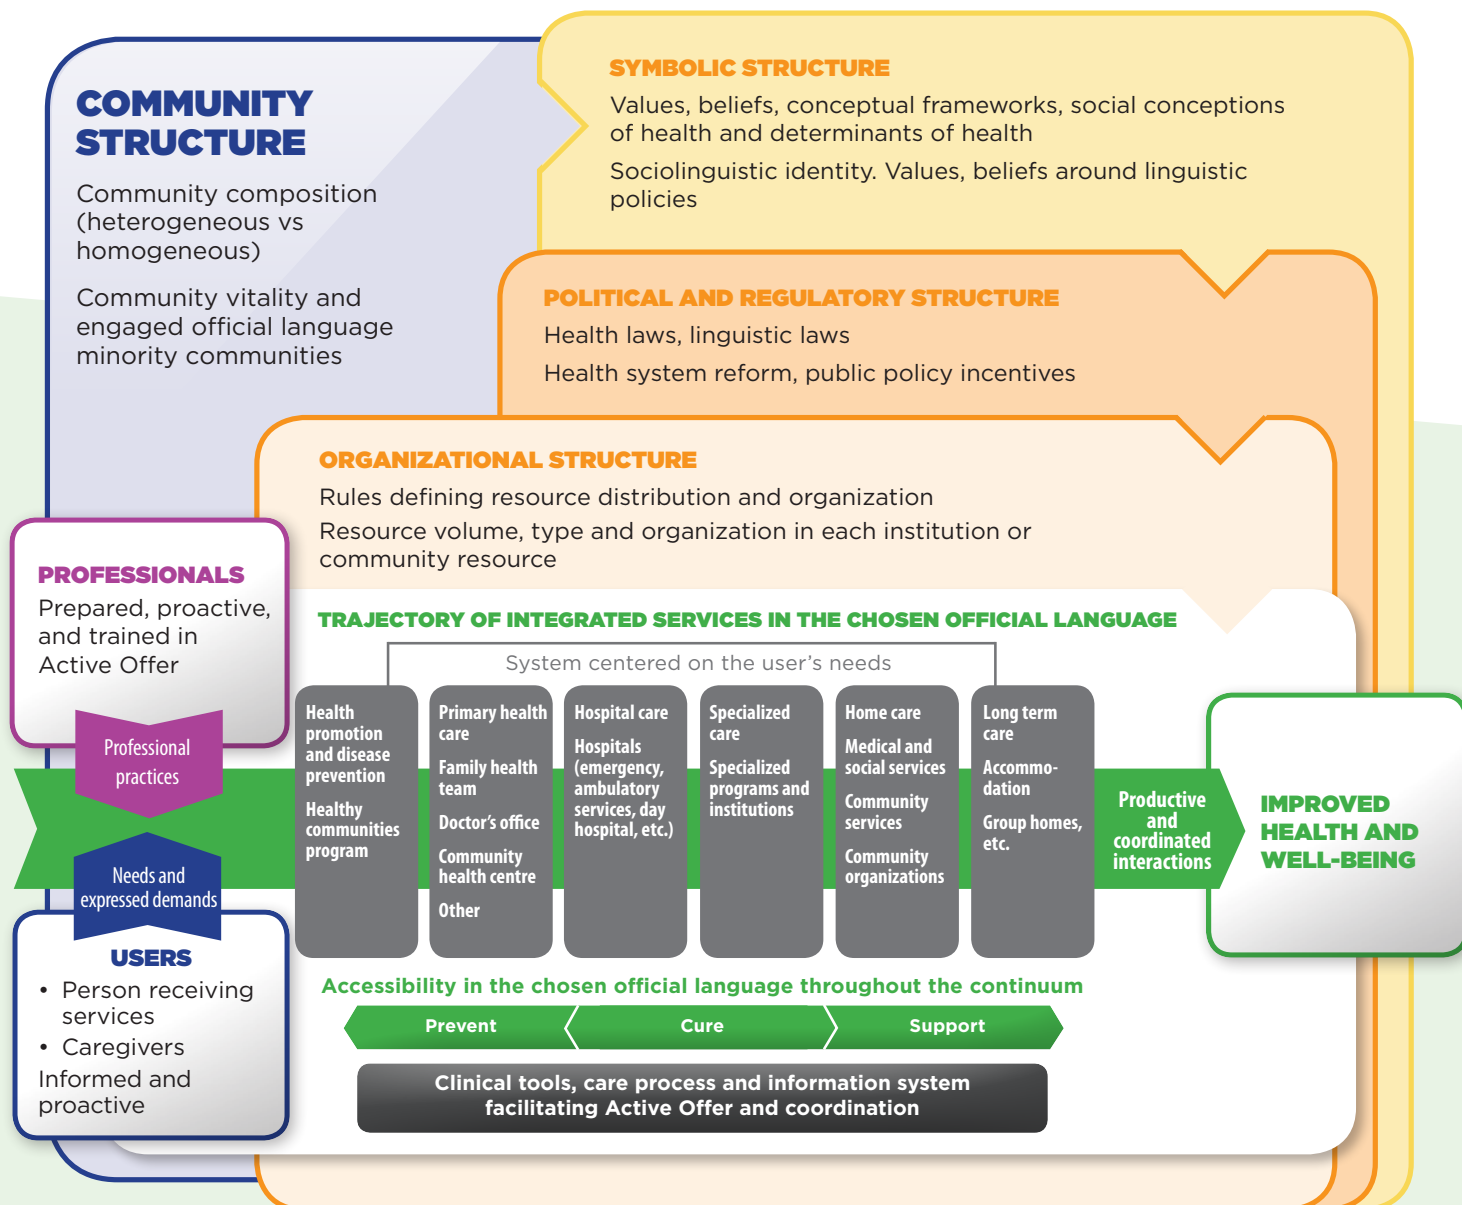 COMMUNITY
STRUCTURE
Community composition
(heterogeneous vs
homogeneous)
Community vitality and
engaged official language
minority communities
SYMBOLIC STRUCTURE
Values, beliefs, conceptual frameworks, social conceptions
of health and determinants of health
Sociolinguistic identity. Values, beliefs around linguistic
policies
POLITICAL AND REGULATORY STRUCTURE
Health laws, linguistic laws
Health system reform, public policy incentives
ORGANIZATIONAL STRUCTURE
Rules defining resource distribution and organization
Resource volume, type and organization in each institution or
community resource
PROFESSIONALS
Prepared, proactive,
and trained in
Active Offer
Professional
practices
Needs and
expressed demands
USERS
• Person receiving
services
• Caregivers
Informed and
proactive
TRAJECTORY OF INTEGRATED SERVICES IN THE CHOSEN OFFICIAL LANGUAGE
System centered on the user's needs
Health
promotion
and disease
prevention
Healthy
communities
program
Primary health
care
Family health
team
Doctor's office
Community
health centre
Other
Hospital care
Hospitals
(emergency,
ambulatory
services, day
hospital, etc.)
Specialized
care
Specialized
programs and
institutions
Home care
Medical and
social services
Community
services
Community
organizations
Long term
care
Accommo-
dation
Group homes,
etc.
Productive
and
coordinated
interactions
IMPROVED
HEALTH AND
WELL-BEING
Accessibility in the chosen official language throughout the continuum
Prevent
Cure
Support
Clinical tools, care process and information system
facilitating Active Offer and coordination